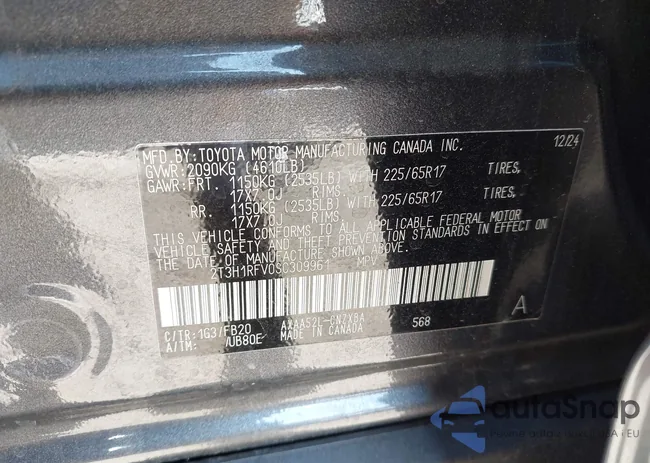 MFD.BY:TOYOTA MOTOR MANUFACTURING CANADA INC. 12/24
GVWR:2090KG (4610LB)
GAWR:FRT. 1150KG (2535LB) WITH 225/65R17 TIRES,
17X7.0J RIMS,
RR. 1150KG (2535LB) WITH 225/65R17 TIRES,
17X7.0J RIMS,
THIS VEHICLE CONFORMS TO ALL APPLICABLE FEDERAL MOTOR
VEHICLE SAFETY AND THEFT PREVENTION STANDARDS IN EFFECT ON
THE DATE OF MANUFACTURE SHOWN ABOVE.
2T3H1RFV0SC309961 MPV
C/TR:1G3/FB20 AXAA52L-GNZXBA 568 A
A/TM: /UB80E MADE IN CANADA
autoSnap